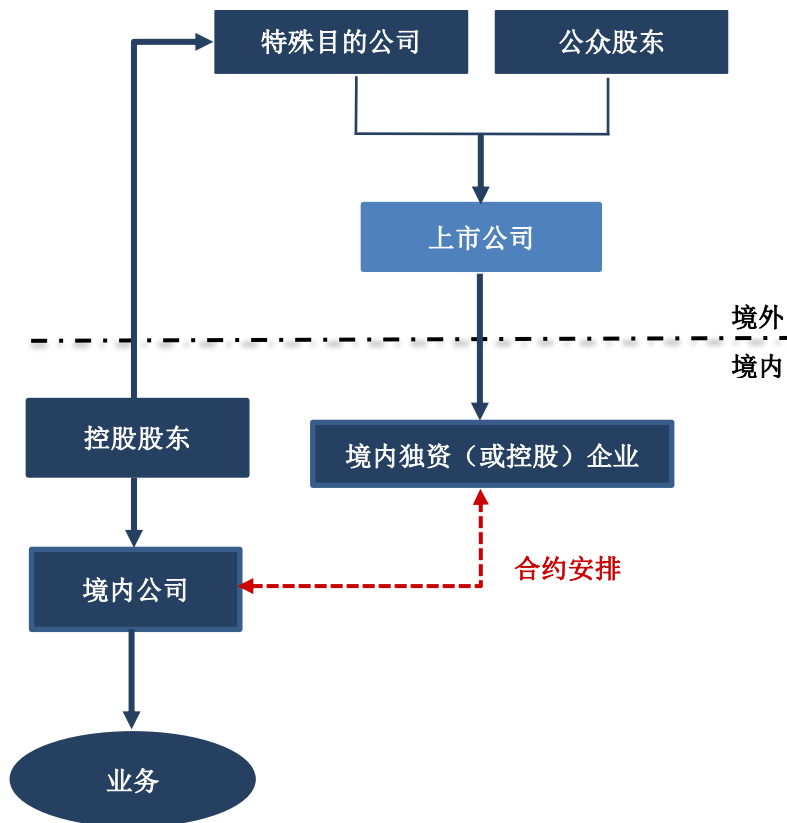 特殊目的公司
公众股东
上市公司
境外
境内
控股股东
境内独资（或控股）企业
合约安排
境内公司
业务